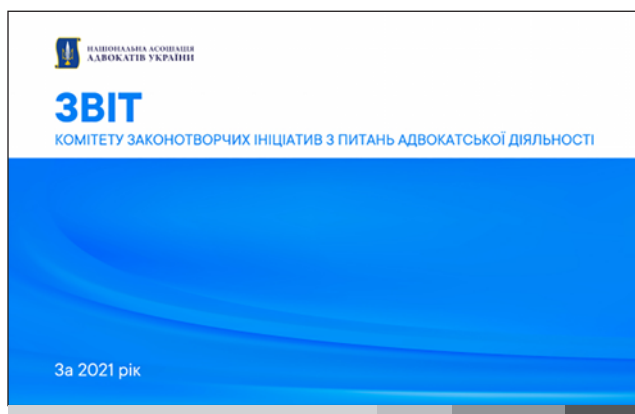 НАЦІОНАЛЬНА АСОЦІАЦІЯ
АДВОКАТІВ УКРАЇНИ
ЗВІТ
КОМІТЕТУ ЗАКОНОТВОРЧИХ ІНІЦІАТИВ З ПИТАНЬ АДВОКАТСЬКОЇ ДІЯЛЬНОСТІ
За 2021 рік